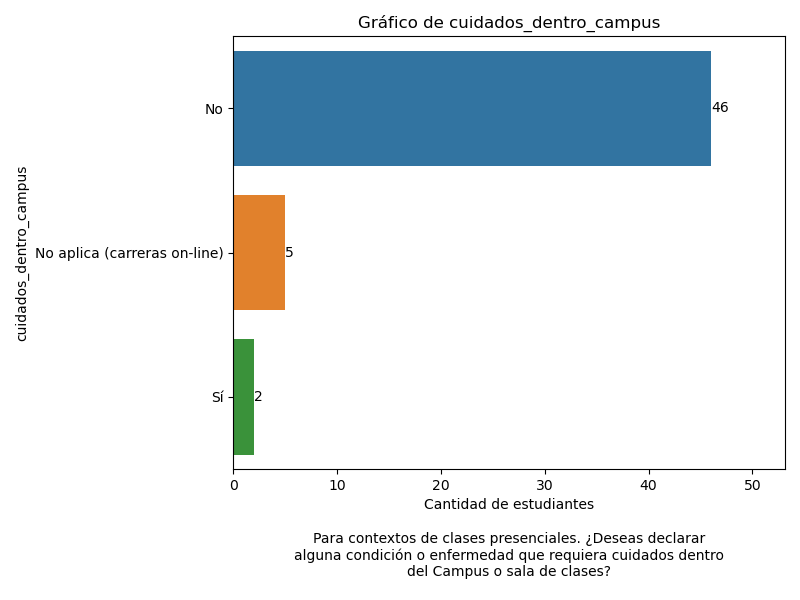 Gráfico de cuidados_dentro_campus
cuidados_dentro_campus
No
46
No aplica (carreras on-line)
5
Sí
2
0 10 20 30 40 50
Cantidad de estudiantes
Para contextos de clases presenciales. ¿Deseas declarar
alguna condición o enfermedad que requiera cuidados dentro
del Campus o sala de clases?